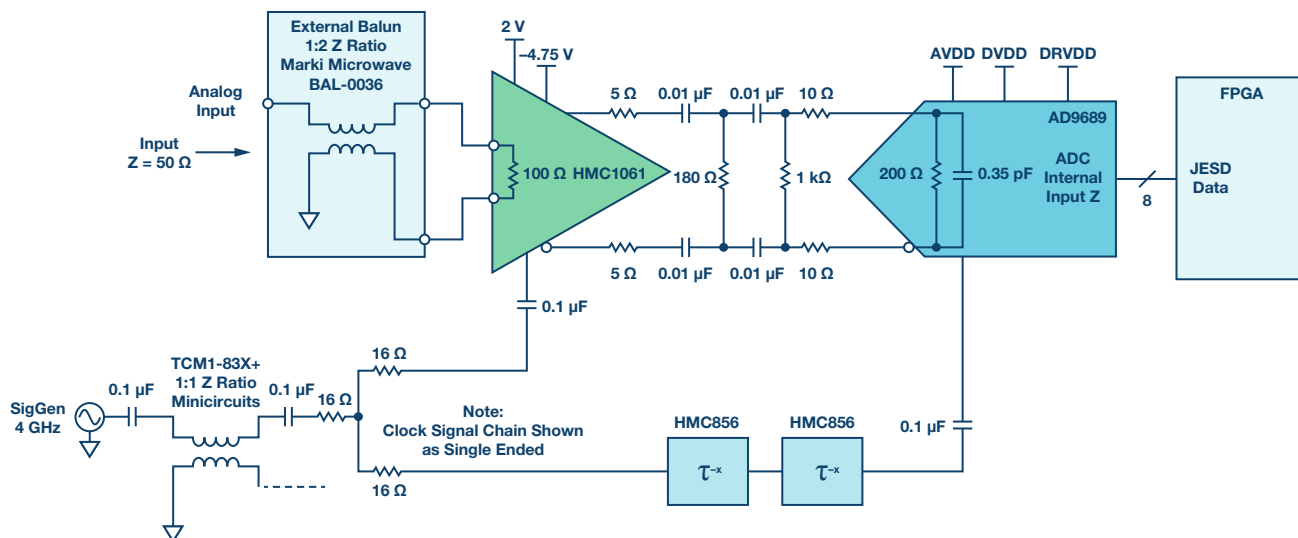 External Balun
1:2 Z Ratio
Marki Microwave
BAL-0036
Analog
Input
Input
Z = 50 Ω
2 V
–4.75 V
100 Ω
HMC1061
5 Ω
0.01 µF
0.01 µF
10 Ω
180 Ω
1 kΩ
5 Ω
0.01 µF
0.01 µF
10 Ω
AVDD
DVDD
DRVDD
AD9689
200 Ω
0.35 pF
ADC
Internal
Input Z
8
FPGA
JESD
Data
0.1 µF
SigGen
4 GHz
0.1 µF
TCM1-83X+
1:1 Z Ratio
Minicircuits
0.1 µF
16 Ω
16 Ω
16 Ω
Note:
Clock Signal Chain Shown
as Single Ended
HMC856
τ-x
HMC856
τ-x
0.1 µF